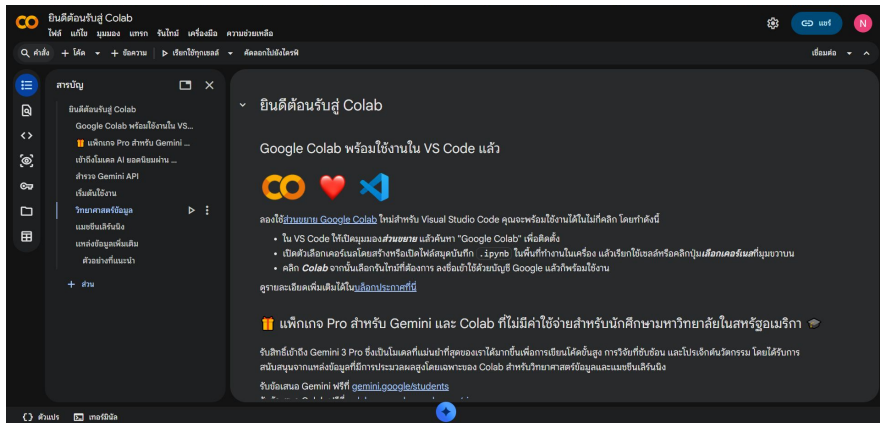 ยินดีต้อนรับสู่ Colab
ไฟล์ แก้ไข มุมมอง แทรก รันไทม์ เครื่องมือ ความช่วยเหลือ
แชร์
N
คำสั่ง + โค้ด + ข้อความ เรียกใช้ทุกเซลล์ คัดลอกไปยังไดรฟ์
เชื่อมต่อ
สารบัญ
ยินดีต้อนรับสู่ Colab
Google Colab พร้อมใช้งานใน VS...
🎁 แพ็กเกจ Pro สำหรับ Gemini ...
เข้าถึงโมเดล AI ยอดนิยมผ่าน ...
สำรวจ Gemini API
เริ่มต้นใช้งาน
วิทยาศาสตร์ข้อมูล
แมชชีนเลิร์นนิง
แหล่งข้อมูลเพิ่มเติม
ตัวอย่างที่แนะนำ
+ ส่วน
ยินดีต้อนรับสู่ Colab
Google Colab พร้อมใช้งานใน VS Code แล้ว
ลองใช้ส่วนขยาย Google Colab ใหม่สำหรับ Visual Studio Code คุณจะพร้อมใช้งานได้ในไม่กี่คลิก โดยทำดังนี้
• ใน VS Code ให้เปิดมุมมองส่วนขยาย แล้วค้นหา "Google Colab" เพื่อติดตั้ง
• เปิดตัวเลือกเคอร์เนลโดยสร้างหรือเปิดไฟล์สมุดบันทึก .ipynb ในพื้นที่ทำงานในเครื่อง แล้วเรียกใช้เซลล์หรือคลิกปุ่มเลือกเคอร์เนลที่มุมขวาบน
• คลิก Colab จากนั้นเลือกรันไทม์ที่ต้องการ ลงชื่อเข้าใช้ด้วยบัญชี Google แล้วก็พร้อมใช้งาน
ดูรายละเอียดเพิ่มเติมได้ในบล็อกประกาศที่นี่
🎁 แพ็กเกจ Pro สำหรับ Gemini และ Colab ที่ไม่มีค่าใช้จ่ายสำหรับนักศึกษามหาวิทยาลัยในสหรัฐอเมริกา 🎓
รับสิทธิ์เข้าถึง Gemini 3 Pro ซึ่งเป็นโมเดลที่แม่นยำที่สุดของเราได้มากขึ้นเพื่อการเขียนโค้ดขั้นสูง การวิจัยที่ซับซ้อน และโปรเจ็กต์นวัตกรรม โดยได้รับการ
สนับสนุนจากแหล่งข้อมูลที่มีการประมวลผลสูงโดยเฉพาะของ Colab สำหรับวิทยาศาสตร์ข้อมูลและแมชชีนเลิร์นนิง
รับข้อเสนอ Gemini ฟรีที่ gemini.google/students
{} ตัวแปร เทอร์มินัล